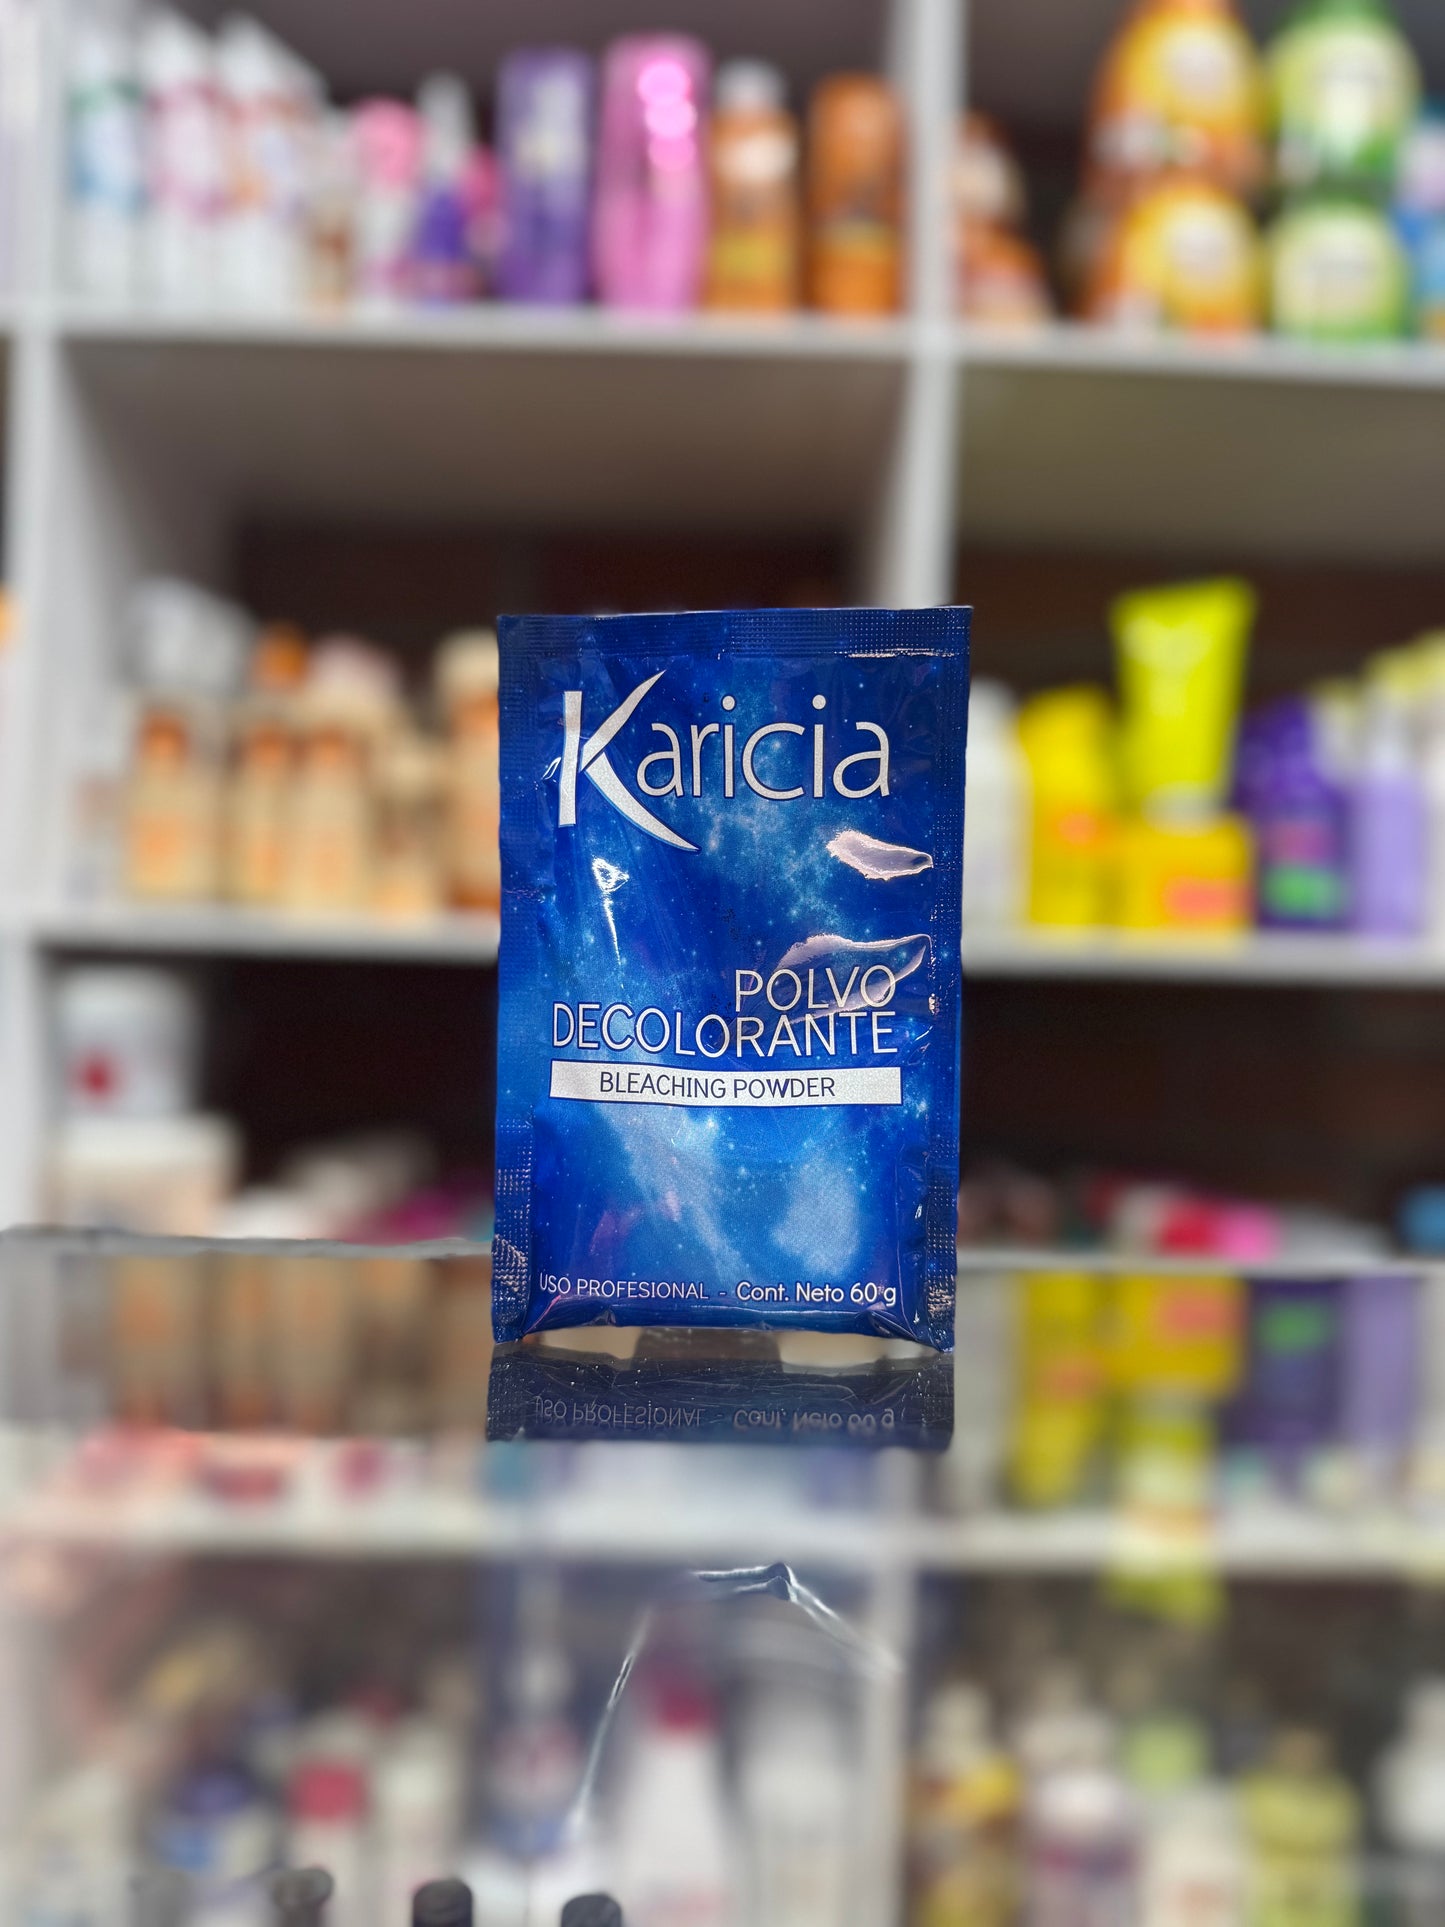 Karicia
POLVO
DECOLORANTE
BLEACHING POWDER
USO PROFESIONAL - Cont. Neto 60 g